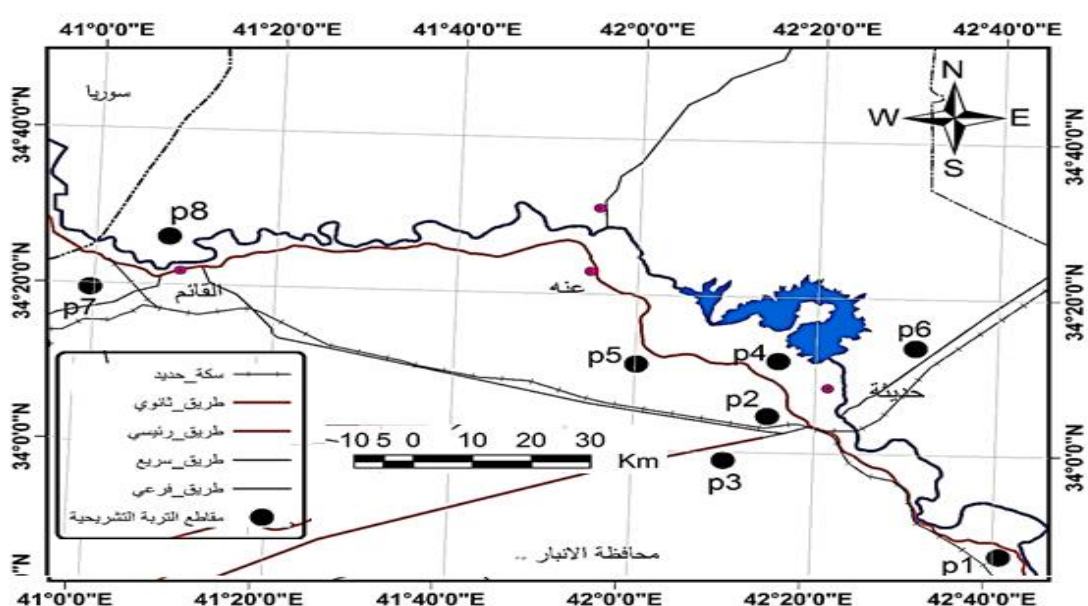 41°0'0"E 41°20'0"E 41°40'0"E 42°0'0"E 42°20'0"E 42°40'0"E
سوريا
N
W E
S
34°40'0"N 34°40'0"N
p8
34°20'0"N 34°20'0"N
القائم
عنه
p7
p6
p5 p4
حديثة
p2
سكة_حديد
طريق_ثانوي
طريق_رئيسي
طريق_سريع
طريق_فرعي
مقاطع التربة التشريحية
10 5 0 10 20 30
Km
p3
34°0'0"N 34°0'0"N
محافظة الانبار ..
p1
41°0'0"E 41°20'0"E 41°40'0"E 42°0'0"E 42°20'0"E 42°40'0"E